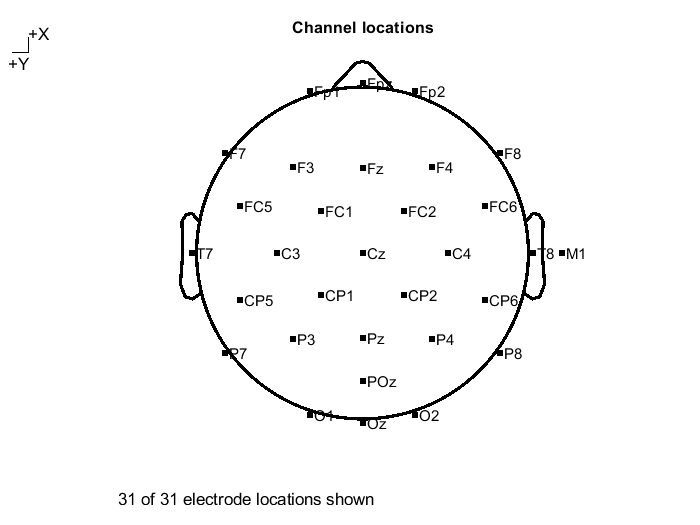 Channel locations
+X
+Y
Fp1 Fpz Fp2
F7 F8
F3 Fz F4
FC5 FC1 FC2 FC6
T7 C3 Cz C4 T8 M1
CP5 CP1 CP2 CP6
P3 Pz P4
P7 P8
POz
O1 Oz O2
31 of 31 electrode locations shown